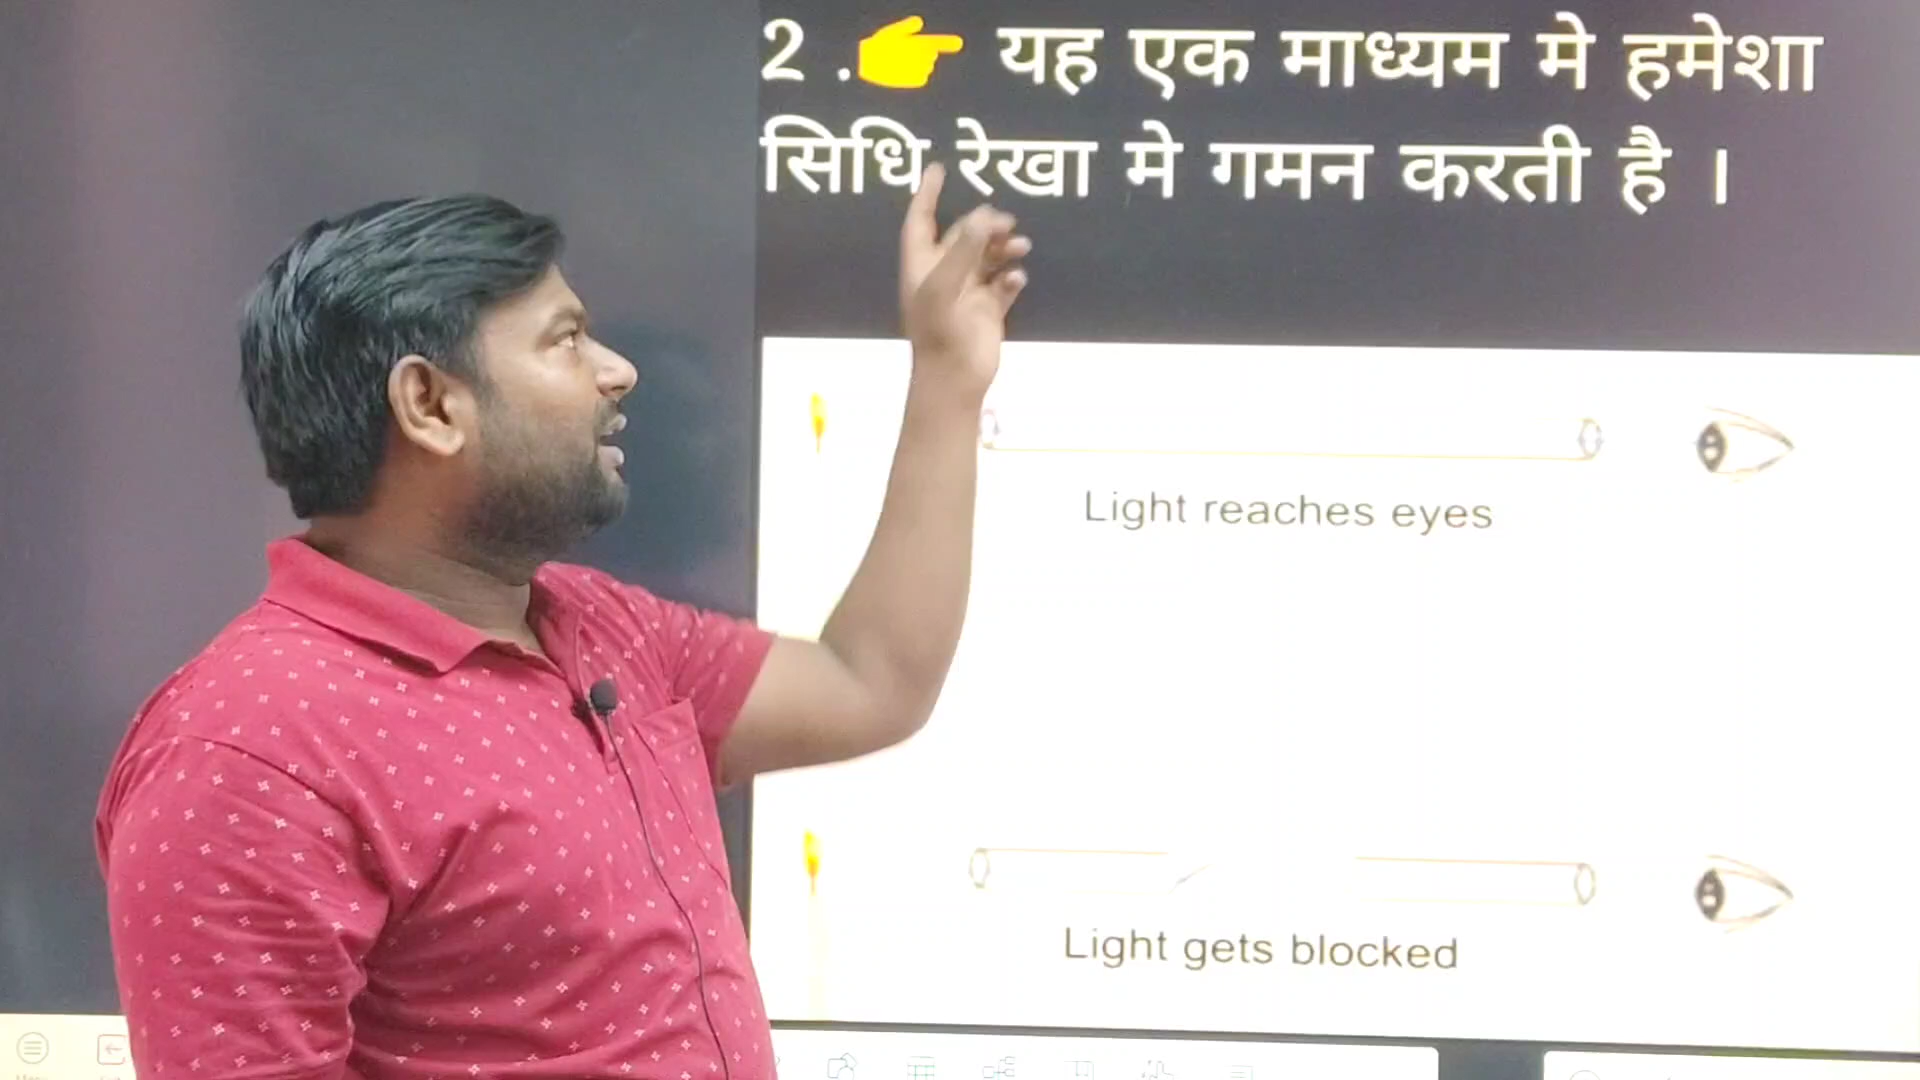 2 .👉 यह एक माध्यम मे हमेशा
सिधि रेखा मे गमन करती है ।
Light reaches eyes
Light gets blocked